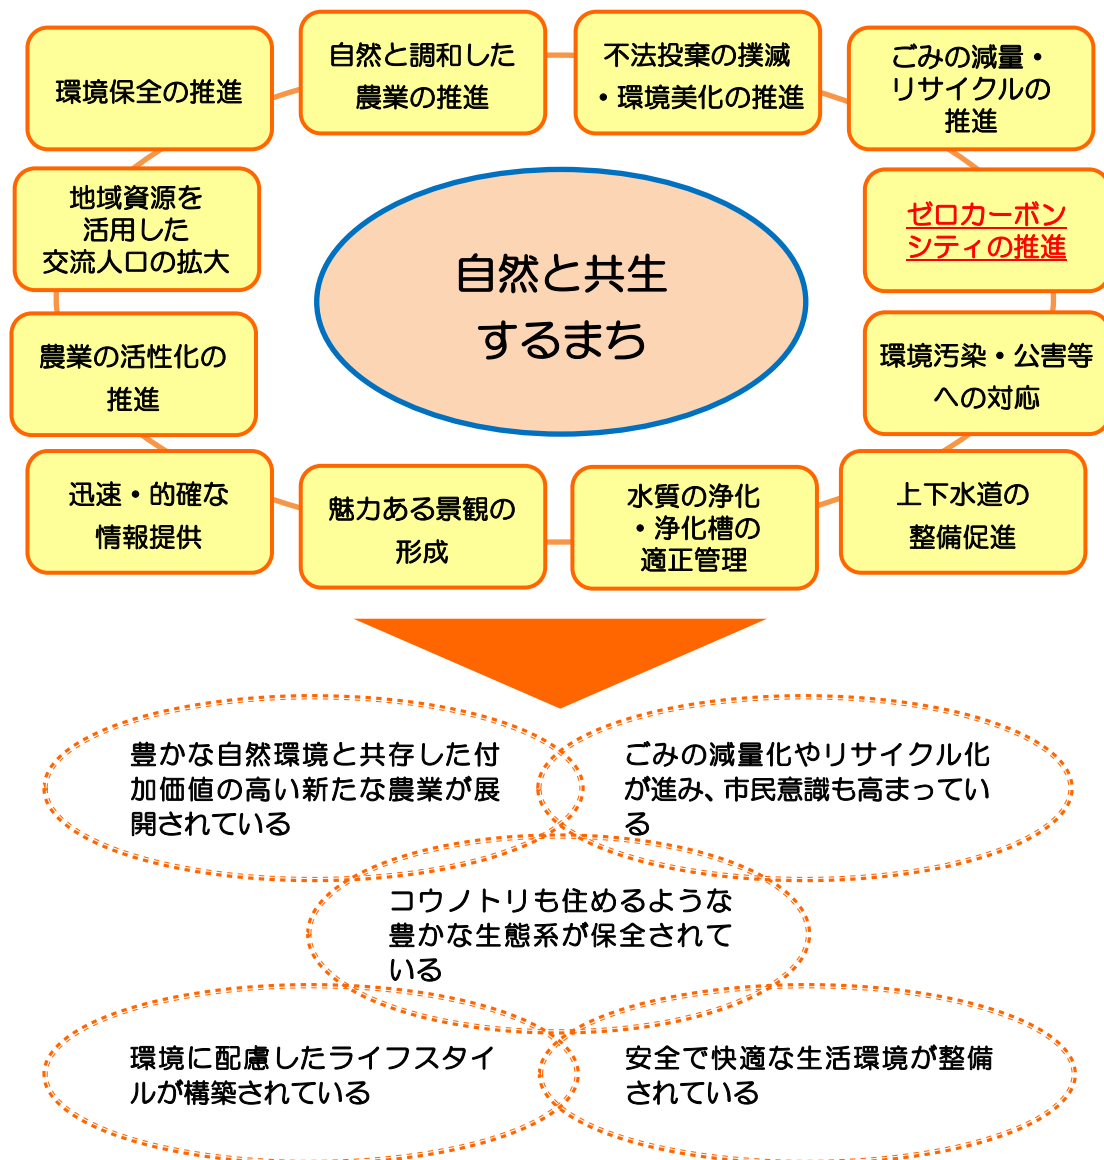 環境保全の推進
自然と調和した
農業の推進
不法投棄の撲滅
・環境美化の推進
ごみの減量・
リサイクルの
推進
地域資源を
活用した
交流人口の拡大
ゼロカーボン
シティの推進
自然と共生
するまち
農業の活性化の
推進
環境汚染・公害等
への対応
迅速・的確な
情報提供
魅力ある景観の
形成
水質の浄化
・浄化槽の
適正管理
上下水道の
整備促進
豊かな自然環境と共存した付
加価値の高い新たな農業が展
開されている
ごみの減量化やリサイクル化
が進み、市民意識も高まってい
る
コウノトリも住めるような
豊かな生態系が保全されて
いる
環境に配慮したライフスタイ
ルが構築されている
安全で快適な生活環境が整備
されている